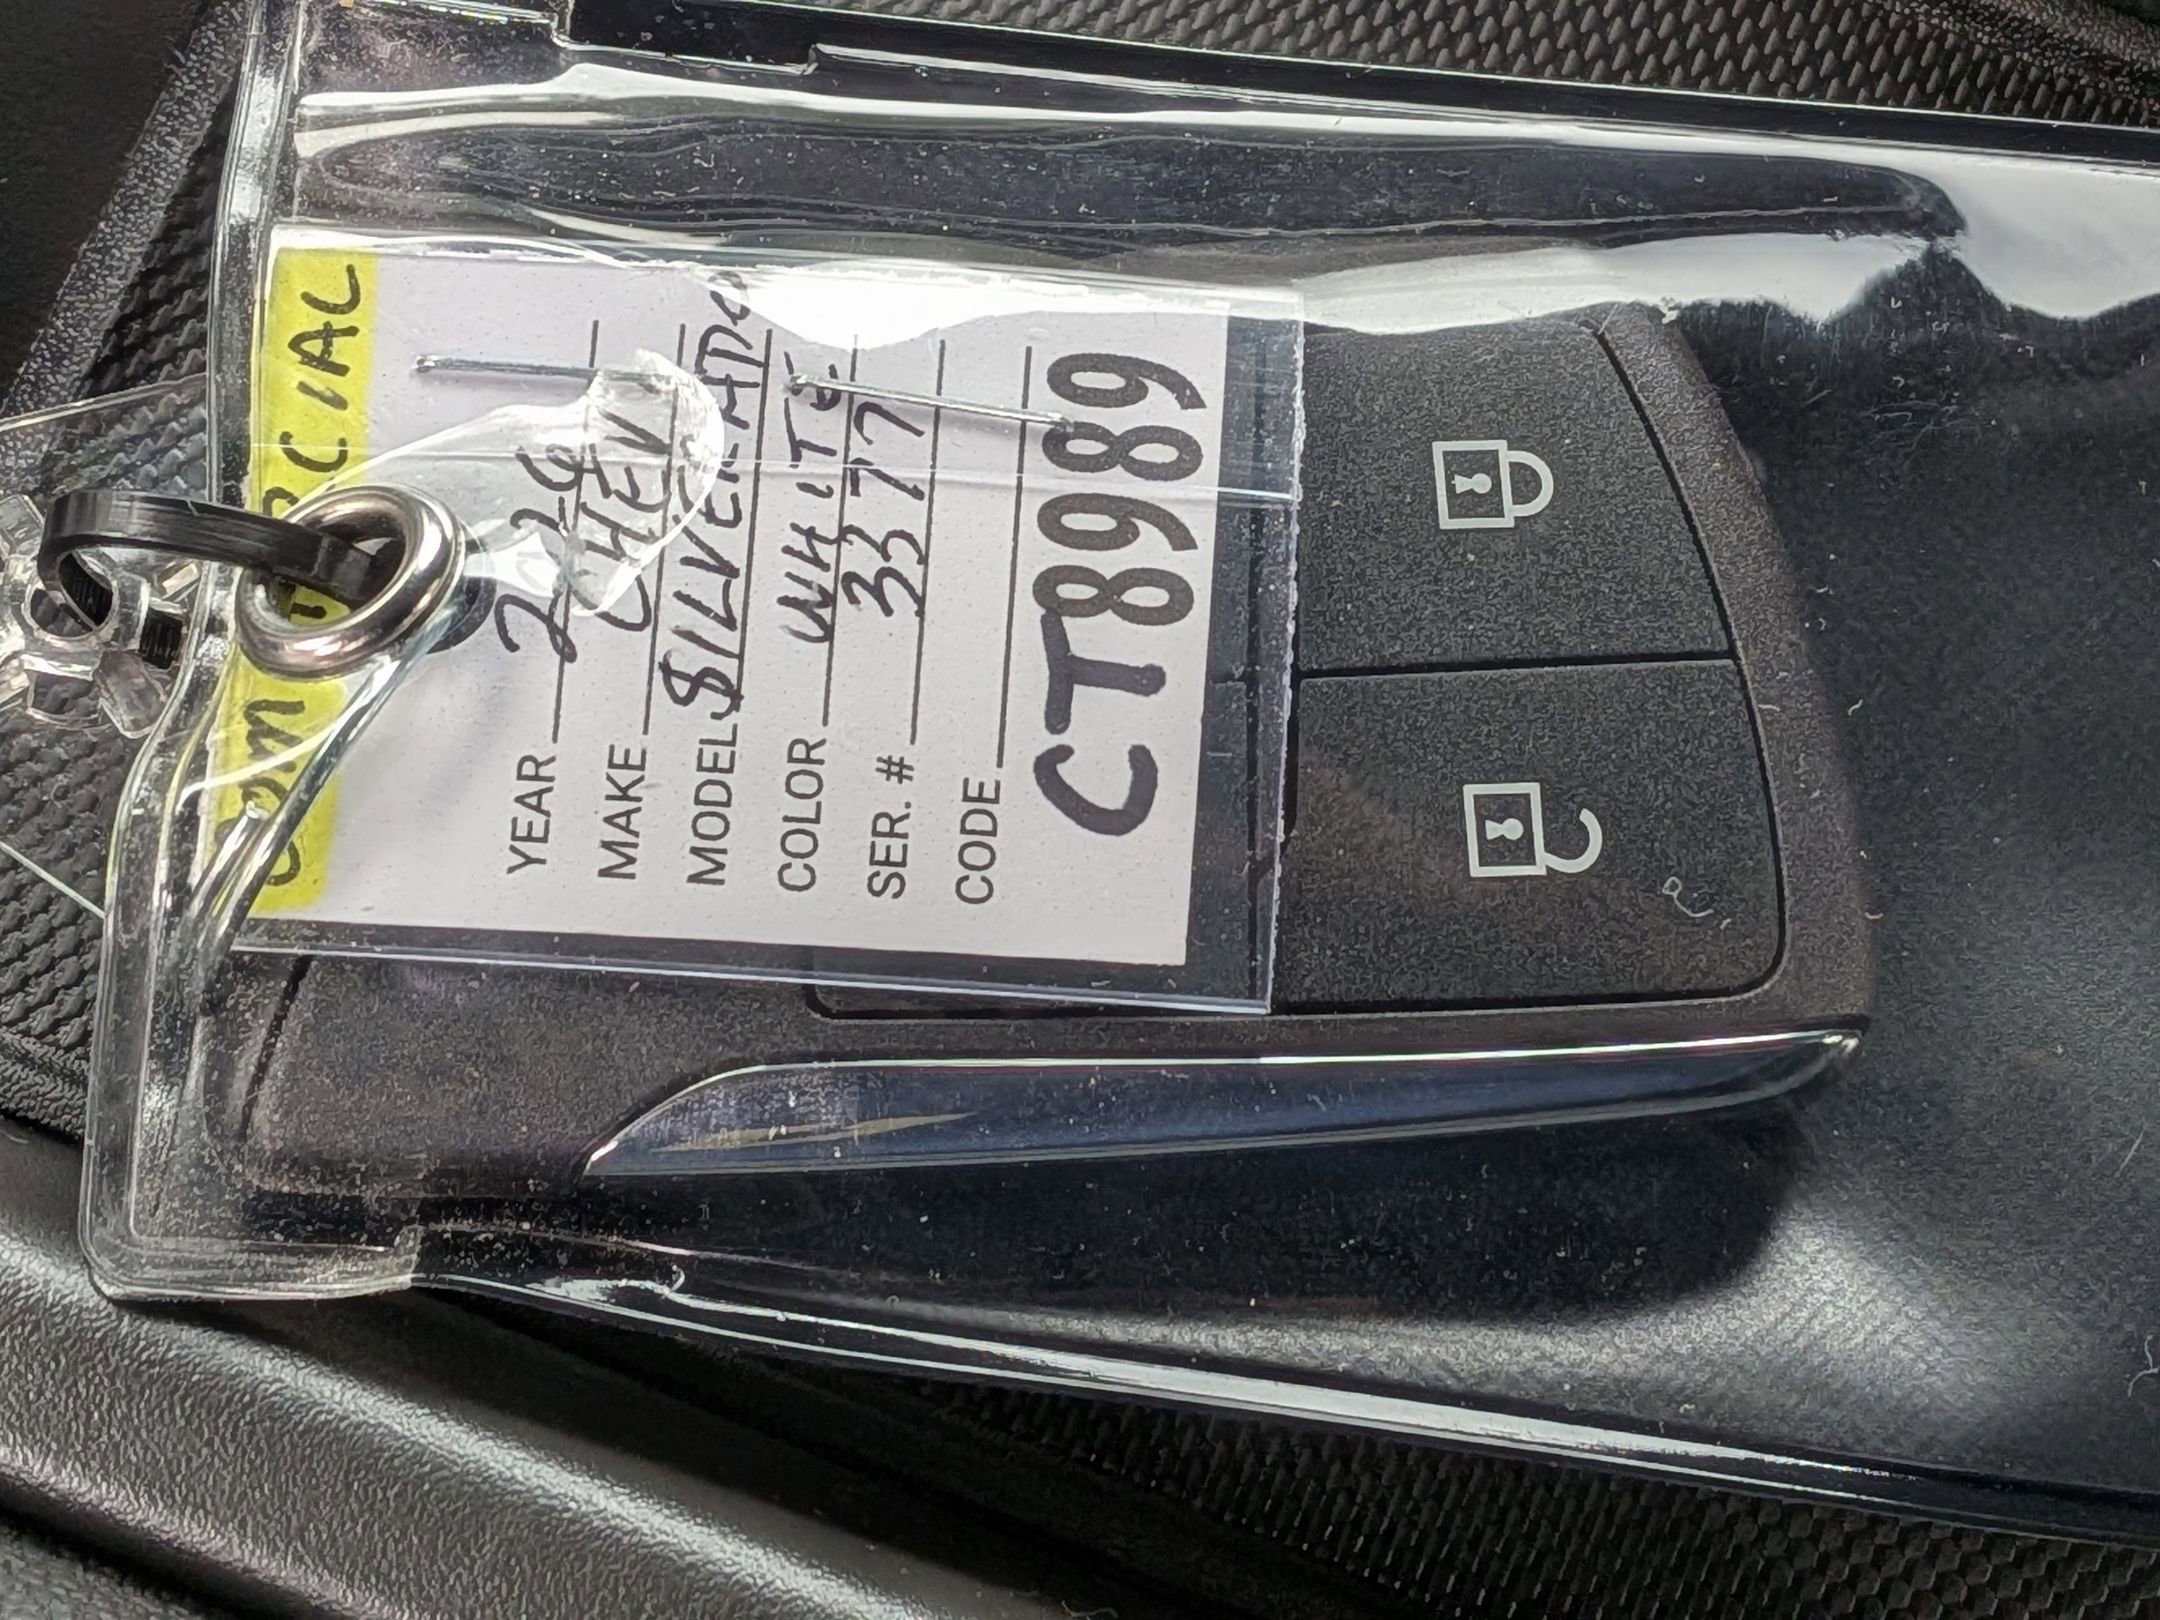 COMMERCIAL
YEAR 2026
MAKE CHEV
MODEL SILVERADO
COLOR WHITE
SER. # 3377
CODE
CT8989